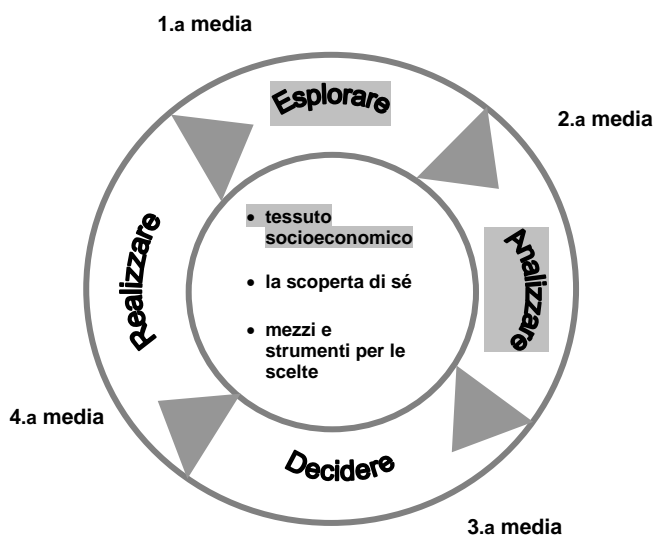 1.a media
Esplorare
2.a media
Analizzare
• tessuto
socioeconomico
• la scoperta di sé
• mezzi e
strumenti per le
scelte
Realizzare
4.a media
Decidere
3.a media